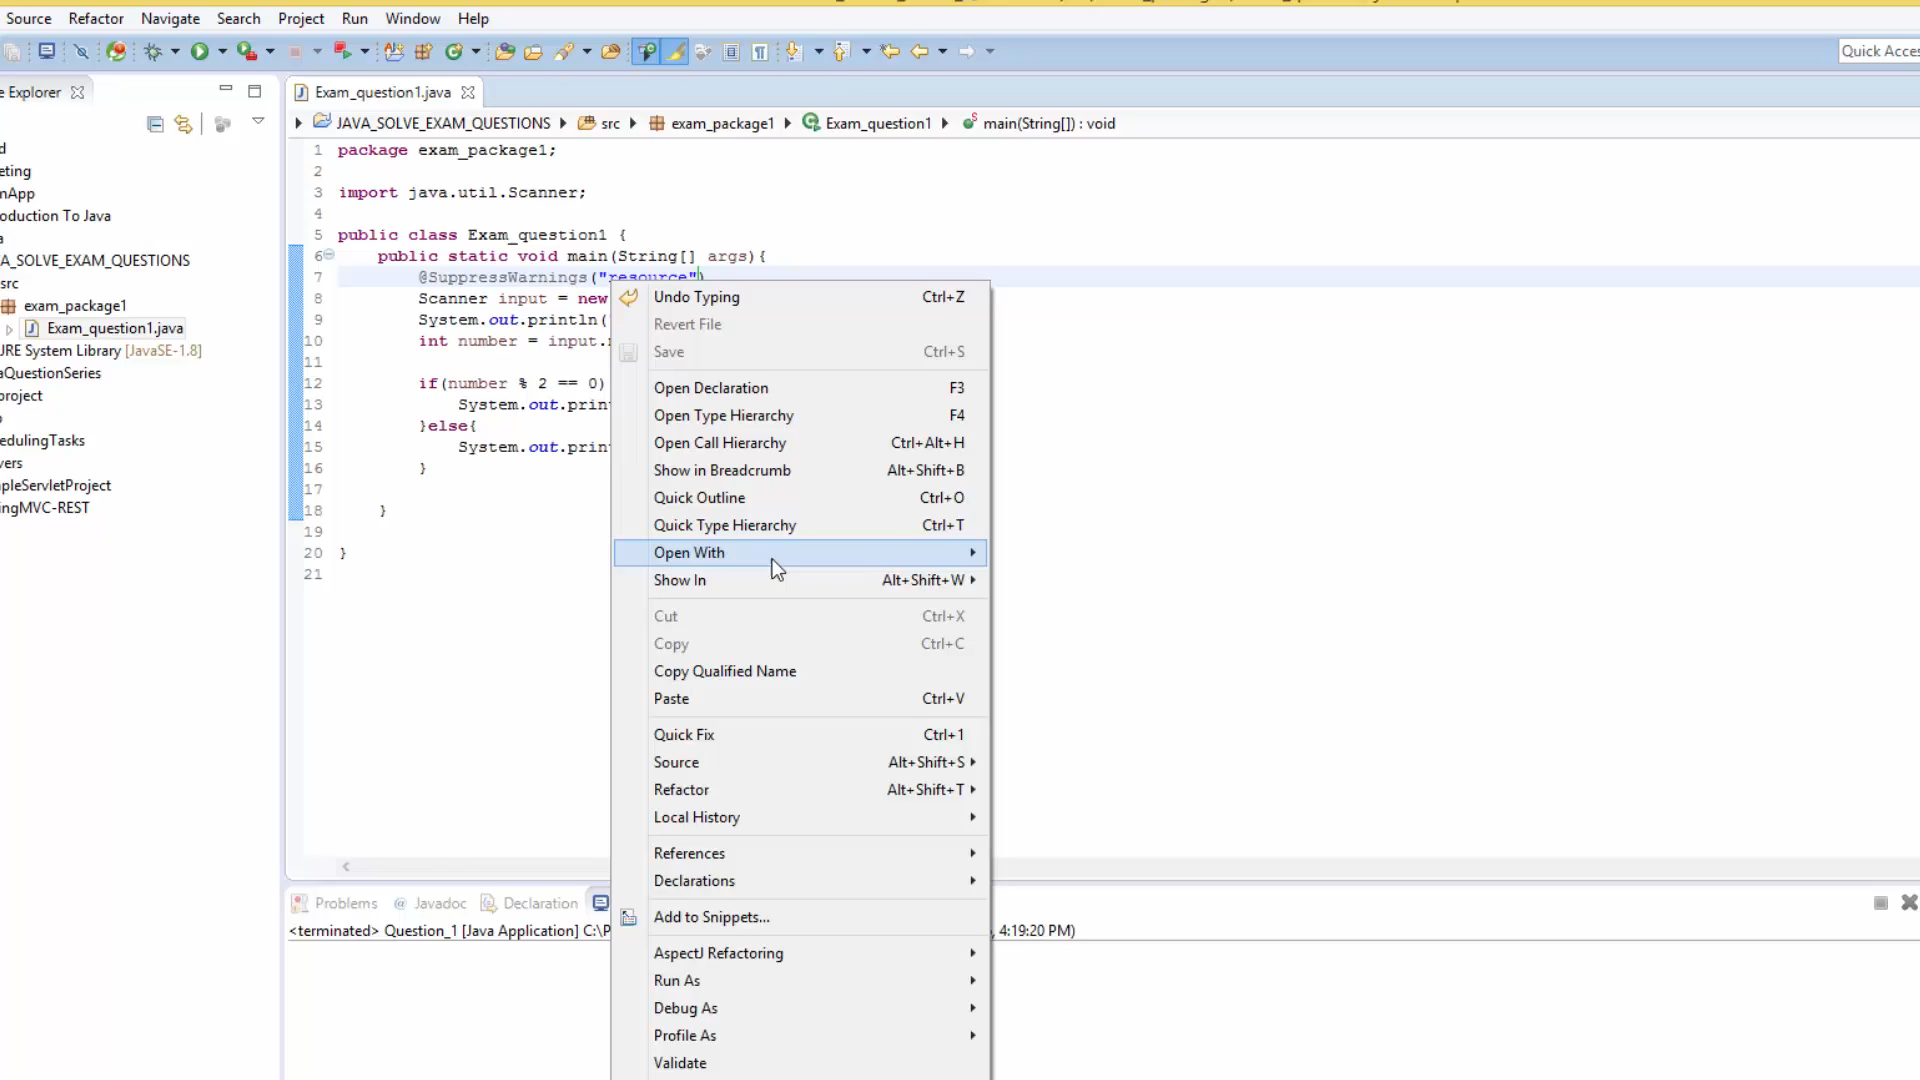 Source Refactor Navigate Search Project Run Window Help
Quick Acces
e Explorer
Exam_question1.java
JAVA_SOLVE_EXAM_QUESTIONS src exam_package1 Exam_question1 main(String[]) : void
d
eting
mApp
oduction To Java
a
A_SOLVE_EXAM_QUESTIONS
src
exam_package1
Exam_question1.java
JRE System Library [JavaSE-1.8]
aQuestionSeries
project
edulingTasks
vers
pleServletProject
ingMVC-REST
1 package exam_package1;
2
3 import java.util.Scanner;
4
5 public class Exam_question1 {
6 public static void main(String[] args){
7 @SuppressWarnings("resource")
8 Scanner input = new
9 System.out.println("
10 int number = input.n
11
12 if(number % 2 == 0)
13 System.out.prin
14 }else{
15 System.out.prin
16 }
17
18 }
19
20 }
21
Undo Typing Ctrl+Z
Revert File
Save Ctrl+S
Open Declaration F3
Open Type Hierarchy F4
Open Call Hierarchy Ctrl+Alt+H
Show in Breadcrumb Alt+Shift+B
Quick Outline Ctrl+O
Quick Type Hierarchy Ctrl+T
Open With
Show In Alt+Shift+W
Cut Ctrl+X
Copy Ctrl+C
Copy Qualified Name
Paste Ctrl+V
Quick Fix Ctrl+1
Source Alt+Shift+S
Refactor Alt+Shift+T
Local History
References
Declarations
Add to Snippets...
AspectJ Refactoring
Run As
Debug As
Profile As
Validate
Problems @ Javadoc Declaration
<terminated> Question_1 [Java Application] C:\P , 4:19:20 PM)